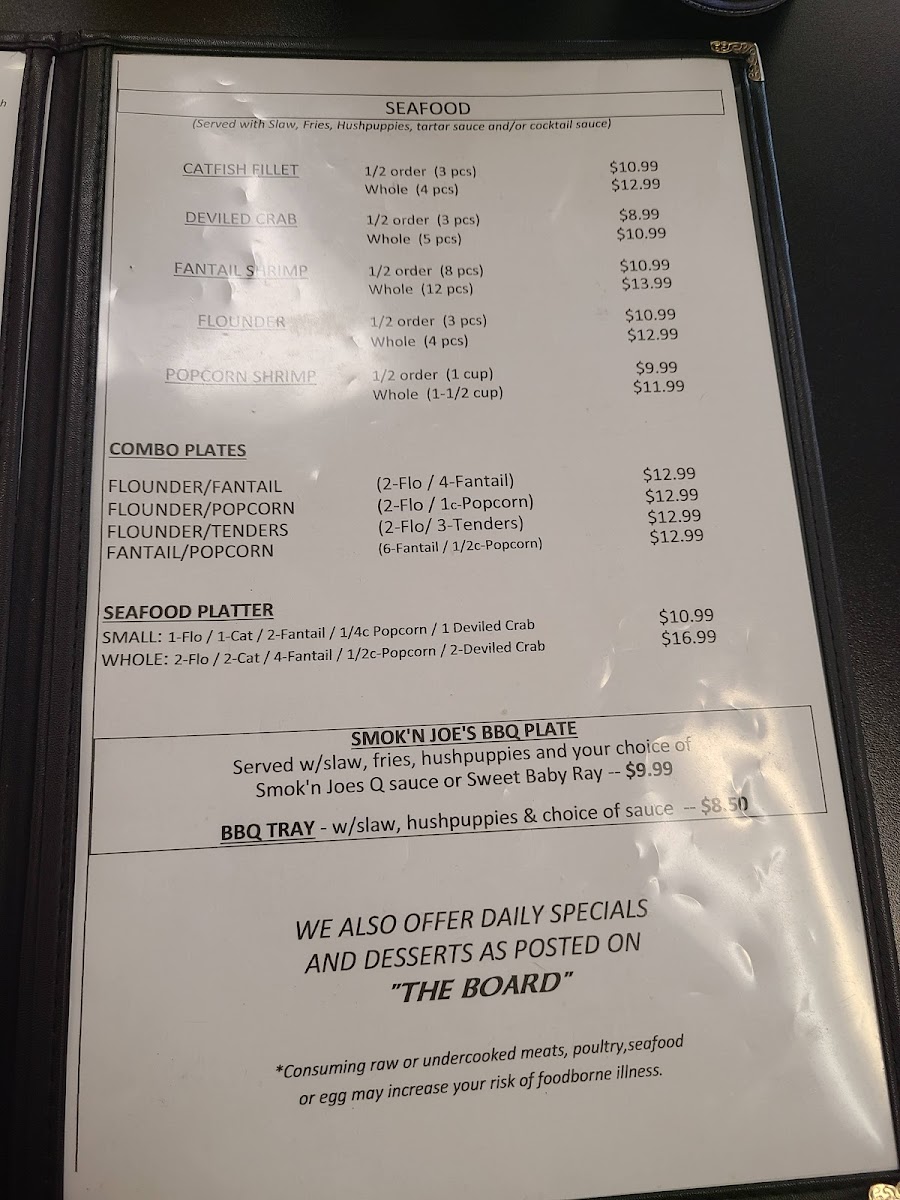 SEAFOOD
(Served with Slaw, Fries, Hushpuppies, tartar sauce and/or cocktail sauce)
CATFISH FILLET 1/2 order (3 pcs) $10.99
Whole (4 pcs) $12.99
DEVILED CRAB 1/2 order (3 pcs) $8.99
Whole (5 pcs) $10.99
FANTAIL SHRIMP 1/2 order (8 pcs) $10.99
Whole (12 pcs) $13.99
FLOUNDER 1/2 order (3 pcs) $10.99
Whole (4 pcs) $12.99
POPCORN SHRIMP 1/2 order (1 cup) $9.99
Whole (1-1/2 cup) $11.99
COMBO PLATES
FLOUNDER/FANTAIL (2-Flo / 4-Fantail) $12.99
FLOUNDER/POPCORN (2-Flo / 1c-Popcorn) $12.99
FLOUNDER/TENDERS (2-Flo/ 3-Tenders) $12.99
FANTAIL/POPCORN (6-Fantail / 1/2c-Popcorn) $12.99
SEAFOOD PLATTER
SMALL: 1-Flo / 1-Cat / 2-Fantail / 1/4c Popcorn / 1 Deviled Crab $10.99
WHOLE: 2-Flo / 2-Cat / 4-Fantail / 1/2c-Popcorn / 2-Deviled Crab $16.99
SMOK'N JOE'S BBQ PLATE
Served w/slaw, fries, hushpuppies and your choice of
Smok'n Joes Q sauce or Sweet Baby Ray -- $9.99
BBQ TRAY - w/slaw, hushpuppies & choice of sauce -- $8.50
WE ALSO OFFER DAILY SPECIALS
AND DESSERTS AS POSTED ON
"THE BOARD"
*Consuming raw or undercooked meats, poultry,seafood
or egg may increase your risk of foodborne illness.